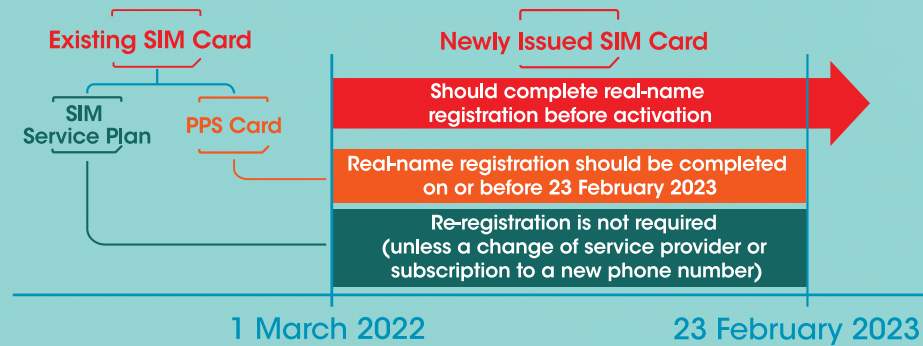 Existing SIM Card
Newly Issued SIM Card
SIM
Service Plan
PPS Card
Should complete real-name
registration before activation
Real-name registration should be completed
on or before 23 February 2023
Re-registration is not required
(unless a change of service provider or
subscription to a new phone number)
1 March 2022
23 February 2023